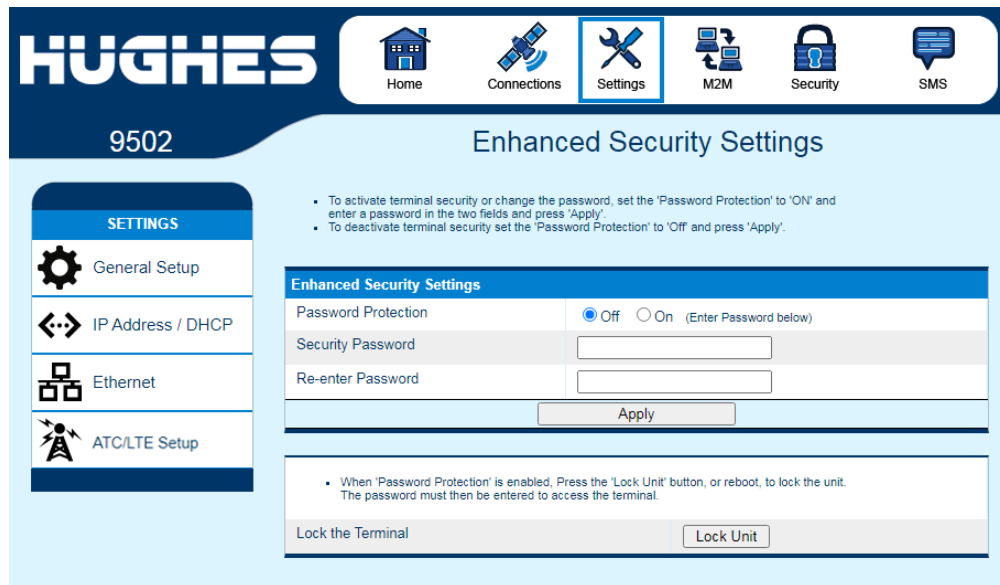 HUGHES
Home
Connections
Settings
M2M
Security
SMS
9502
Enhanced Security Settings
SETTINGS
General Setup
IP Address / DHCP
Ethernet
ATC/LTE Setup
To activate terminal security or change the password, set the 'Password Protection' to 'ON' and
enter a password in the two fields and press 'Apply'.
To deactivate terminal security set the 'Password Protection' to 'Off' and press 'Apply'.
Enhanced Security Settings
Password Protection
Off On (Enter Password below)
Security Password
Re-enter Password
Apply
When 'Password Protection' is enabled, Press the 'Lock Unit' button, or reboot, to lock the unit.
The password must then be entered to access the terminal.
Lock the Terminal
Lock Unit